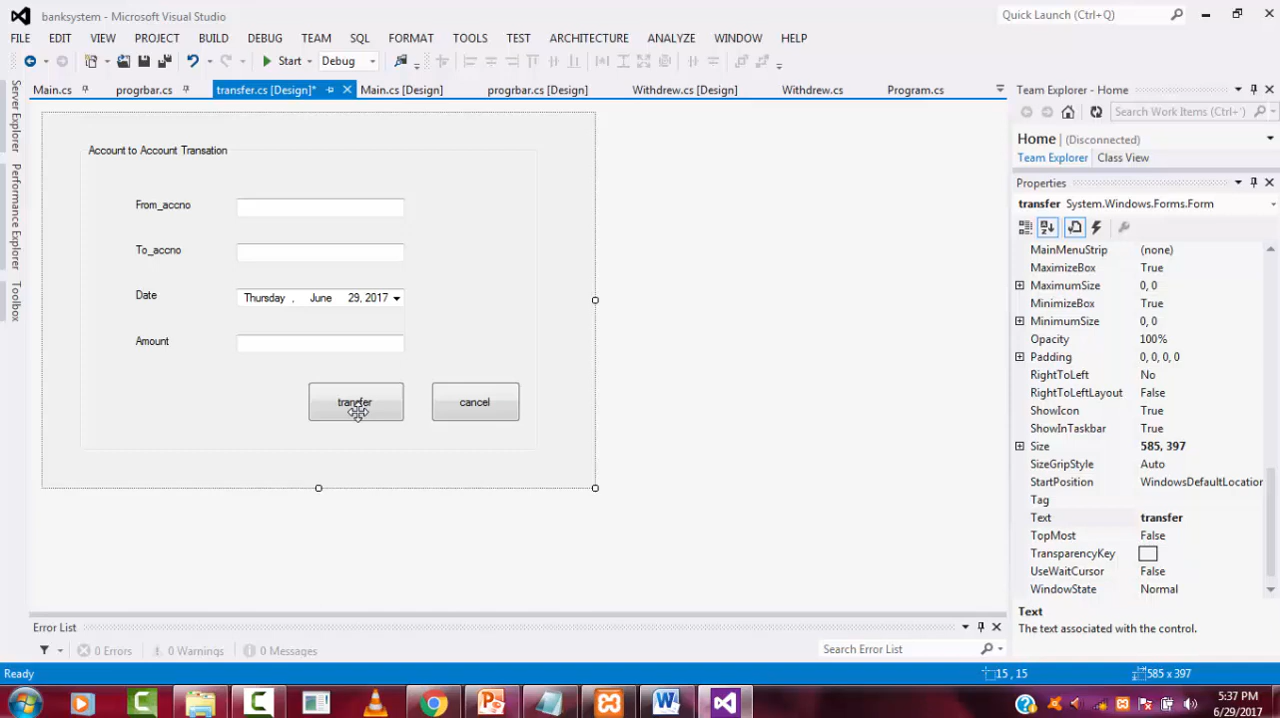 banksystem - Microsoft Visual Studio
Quick Launch (Ctrl+Q)
FILE EDIT VIEW PROJECT BUILD DEBUG TEAM SQL FORMAT TOOLS TEST ARCHITECTURE ANALYZE WINDOW HELP
Start Debug
Main.cs progrbar.cs transfer.cs [Design]* Main.cs [Design] progrbar.cs [Design] Withdrew.cs [Design] Withdrew.cs Program.cs
Server Explorer
Performance Explorer
Toolbox
Account to Account Transation
From_accno
To_accno
Date
Thursday , June 29, 2017
Amount
transfer
cancel
Team Explorer - Home
Search Work Items (Ctrl+')
Home | (Disconnected)
Team Explorer Class View
Properties
transfer System.Windows.Forms.Form
MainMenuStrip (none)
MaximizeBox True
MaximumSize 0, 0
MinimizeBox True
MinimumSize 0, 0
Opacity 100%
Padding 0, 0, 0, 0
RightToLeft No
RightToLeftLayout False
ShowIcon True
ShowInTaskbar True
Size 585, 397
SizeGripStyle Auto
StartPosition WindowsDefaultLocation
Tag
Text transfer
TopMost False
TransparencyKey
UseWaitCursor False
WindowState Normal
Text
The text associated with the control.
Error List
0 Errors 0 Warnings 0 Messages
Search Error List
Ready
15 , 15
585 x 397
5:37 PM
6/29/2017